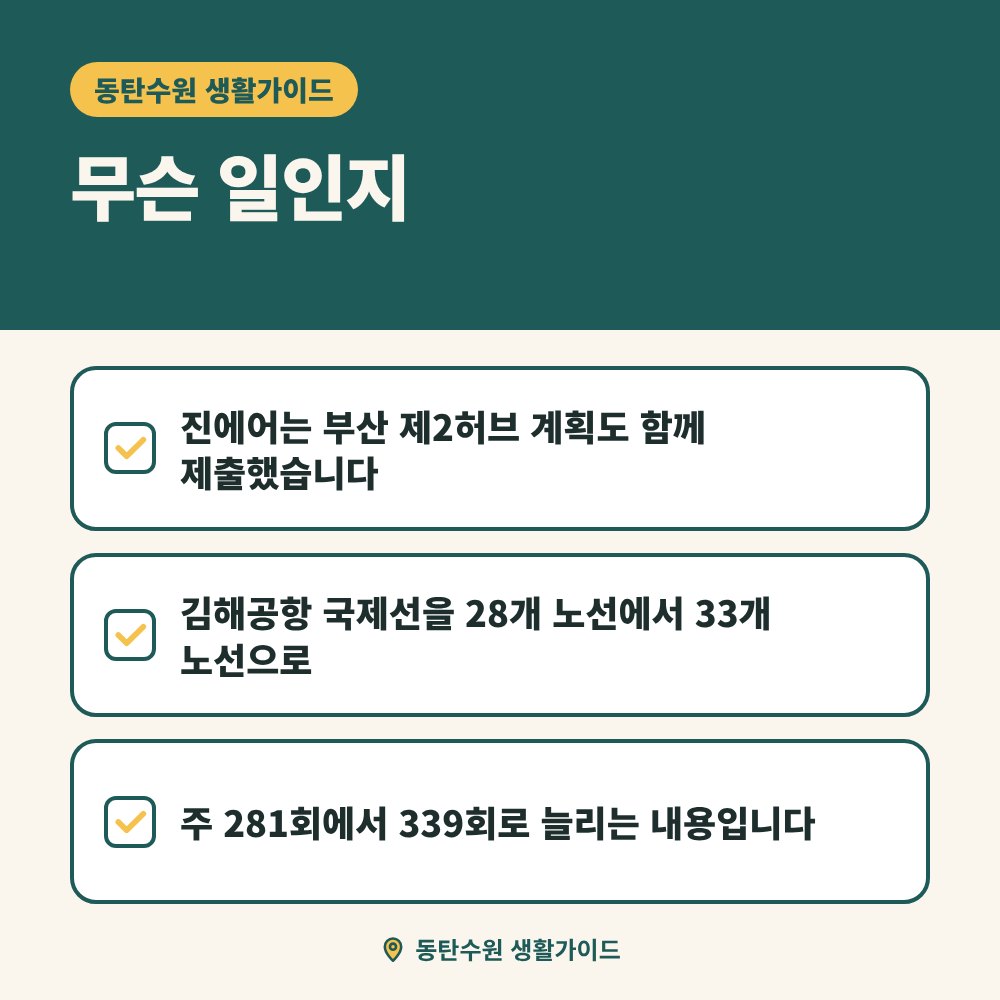 동탄수원 생활가이드
무슨 일인지
진에어는 부산 제2허브 계획도 함께
제출했습니다
김해공항 국제선을 28개 노선에서 33개
노선으로
주 281회에서 339회로 늘리는 내용입니다
동탄수원 생활가이드